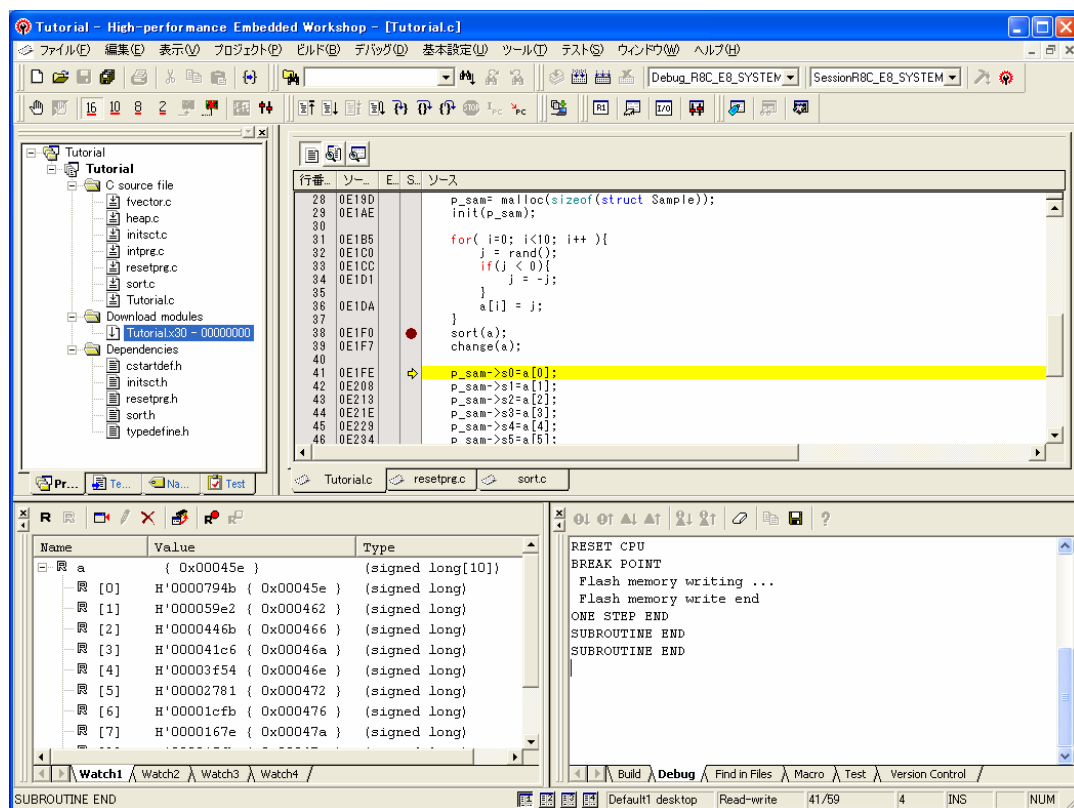 Tutorial - High-performance Embedded Workshop - [Tutorial.c]
ファイル(F) 編集(E) 表示(V) プロジェクト(P) ビルド(B) デバッグ(D) 基本設定(U) ツール(T) テスト(S) ウィンドウ(W) ヘルプ(H)
Debug_R8C_E8_SYSTEM SessionR8C_E8_SYSTEM
16 10 8 2
Tutorial
Tutorial
C source file
fvector.c
heap.c
initsct.c
intprg.c
resetprg.c
sort.c
Tutorial.c
Download modules
Tutorial.x30 - 00000000
Dependencies
cstartdef.h
initsct.h
resetprg.h
sort.h
typedefine.h
Pr... Te... Na... Test
行番... ソー... E... S... ソース
28 0E19D p_sam= malloc(sizeof(struct Sample));
29 0E1AE init(p_sam);
30
31 0E1B5 for( i=0; i<10; i++ ){
32 0E1C0 j = rand();
33 0E1CC if(j < 0){
34 0E1D1 j = -j;
35 }
36 0E1DA a[i] = j;
37 }
38 0E1F0 sort(a);
39 0E1F7 change(a);
40
41 0E1FE p_sam->s0=a[0];
42 0E208 p_sam->s1=a[1];
43 0E213 p_sam->s2=a[2];
44 0E21E p_sam->s3=a[3];
45 0E229 p_sam->s4=a[4];
46 0E234 p_sam->s5=a[5];
Tutorial.c resetprg.c sort.c
Name Value Type
R a { 0x00045e } (signed long[10])
R [0] H'0000794b { 0x00045e } (signed long)
R [1] H'000059e2 { 0x000462 } (signed long)
R [2] H'0000446b { 0x000466 } (signed long)
R [3] H'000041c6 { 0x00046a } (signed long)
R [4] H'00003f54 { 0x00046e } (signed long)
R [5] H'00002781 { 0x000472 } (signed long)
R [6] H'00001cfb { 0x000476 } (signed long)
R [7] H'0000167e { 0x00047a } (signed long)
Watch1 Watch2 Watch3 Watch4
RESET CPU
BREAK POINT
Flash memory writing ...
Flash memory write end
ONE STEP END
SUBROUTINE END
SUBROUTINE END
Build Debug Find in Files Macro Test Version Control
SUBROUTINE END Default1 desktop Read-write 41/59 4 INS NUM